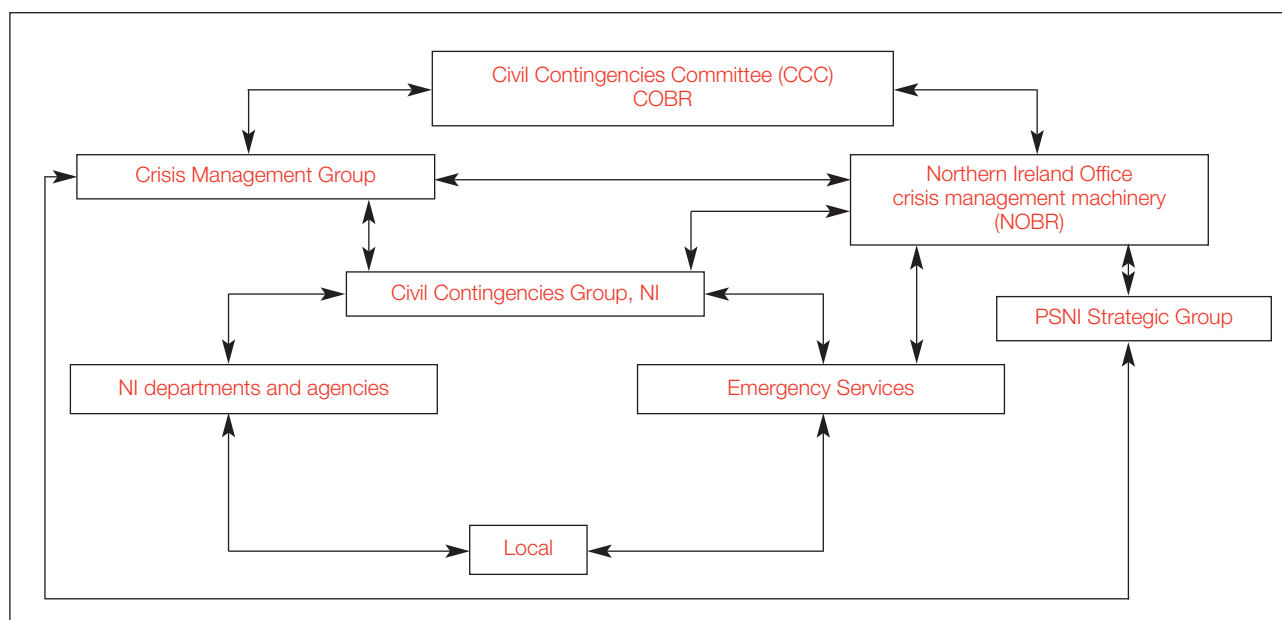 Civil Contingencies Committee (CCC)
COBR
Crisis Management Group
Northern Ireland Office
crisis management machinery
(NOBR)
Civil Contingencies Group, NI
PSNI Strategic Group
NI departments and agencies
Emergency Services
Local